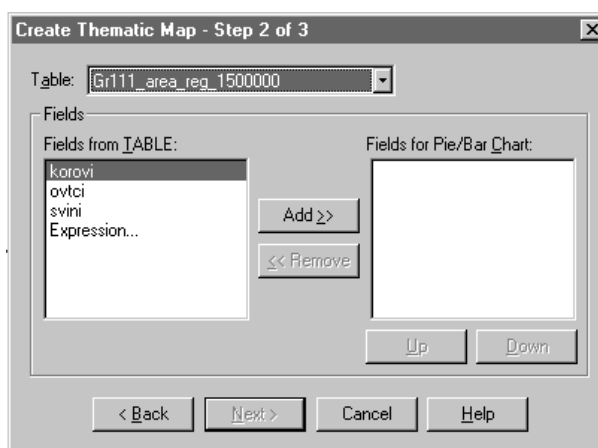 Create Thematic Map - Step 2 of 3
Table: Gr111_area_reg_1500000
Fields
Fields from TABLE:
Fields for Pie/Bar Chart:
korovi
ovtci
svini
Expression...
Add >>
<< Remove
Up
Down
< Back
Next >
Cancel
Help